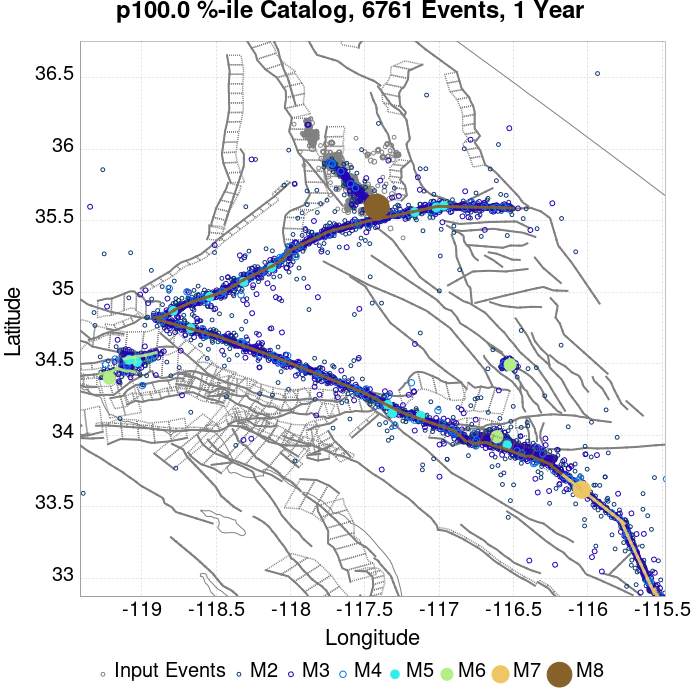 p100.0 %-ile Catalog, 6761 Events, 1 Year
36.5
36
35.5
35
34.5
34
33.5
33
Latitude
-119 -118.5 -118 -117.5 -117 -116.5 -116 -115.5
Longitude
Input Events M2 M3 M4 M5 M6 M7 M8